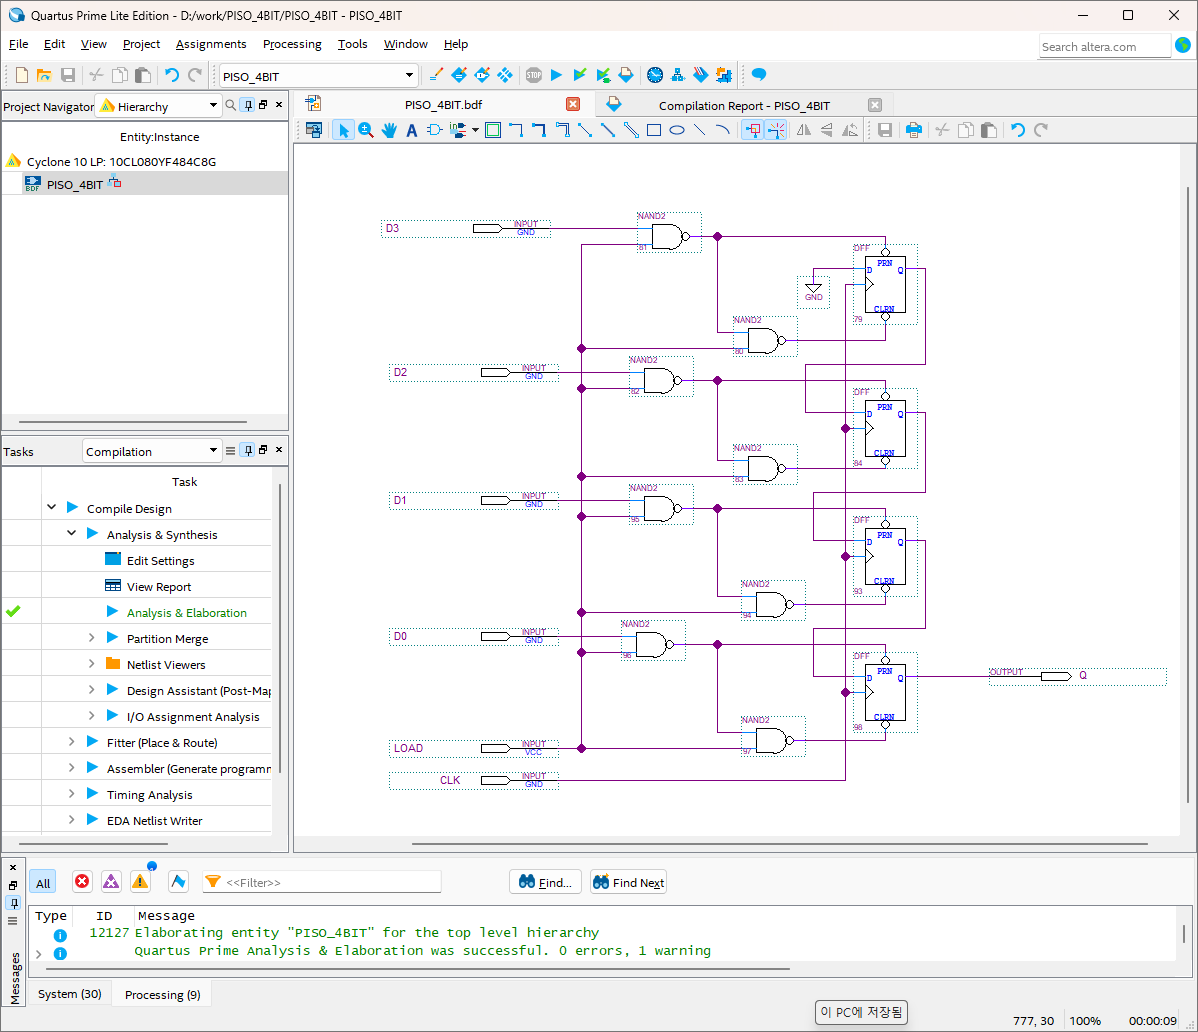 Quartus Prime Lite Edition - D:/work/PISO_4BIT/PISO_4BIT - PISO_4BIT
File Edit View Project Assignments Processing Tools Window Help
Search altera.com
PISO_4BIT
STOP
Project Navigator Hierarchy
PISO_4BIT.bdf
Compilation Report - PISO_4BIT
Entity:Instance
Cyclone 10 LP: 10CL080YF484C8G
BDF PISO_4BIT
D3 INPUT GND
NAND2 81
DFF PRN D Q CLRN 79
GND
NAND2 80
D2 INPUT GND
NAND2 82
DFF PRN D Q CLRN 84
NAND2 83
D1 INPUT GND
NAND2 95
DFF PRN D Q CLRN 93
NAND2 94
D0 INPUT GND
NAND2 96
DFF PRN D Q CLRN 98
OUTPUT Q
NAND2 97
LOAD INPUT VCC
CLK INPUT GND
Tasks Compilation
Task
Compile Design
Analysis & Synthesis
Edit Settings
View Report
Analysis & Elaboration
Partition Merge
Netlist Viewers
Design Assistant (Post-Map
I/O Assignment Analysis
Fitter (Place & Route)
Assembler (Generate programm
Timing Analysis
EDA Netlist Writer
All
<<Filter>>
Find...
Find Next
Type ID Message
12127 Elaborating entity "PISO_4BIT" for the top level hierarchy
Quartus Prime Analysis & Elaboration was successful. 0 errors, 1 warning
Messages
System (30) Processing (9)
이 PC에 저장됨
777, 30 100% 00:00:09